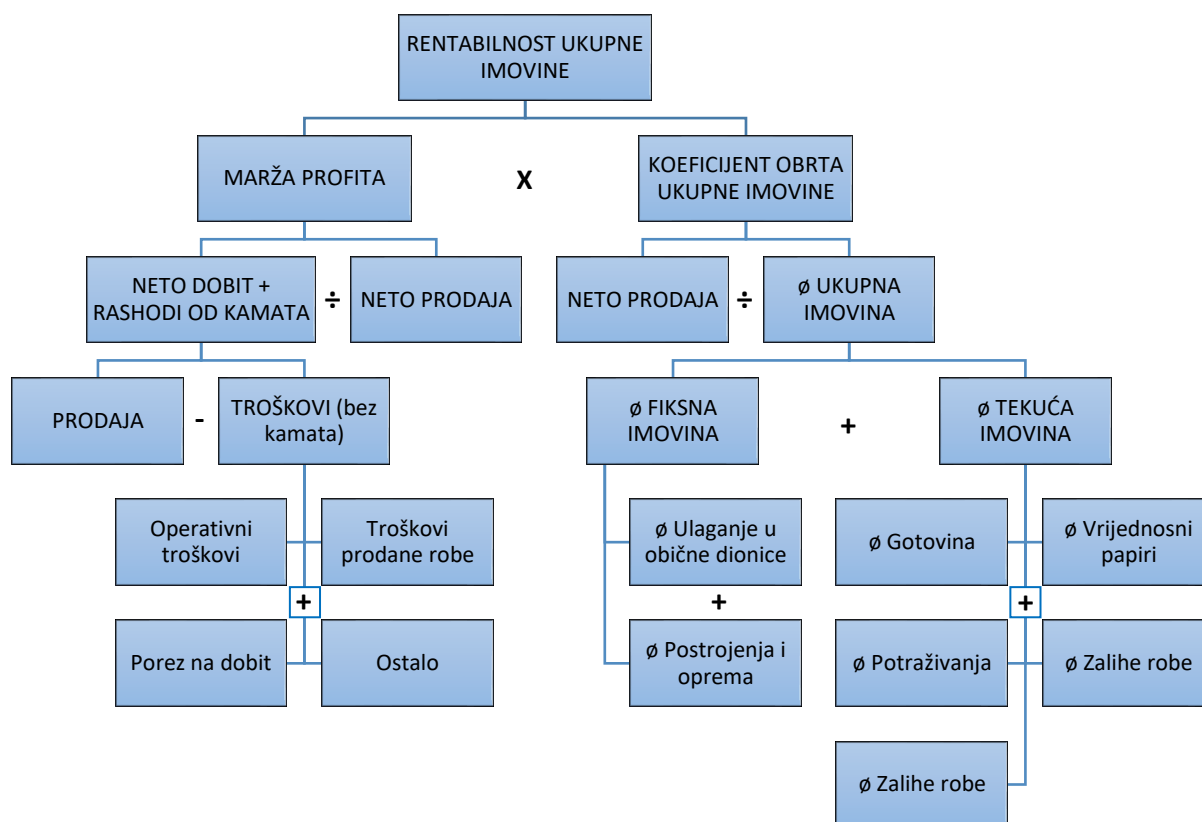 RENTABILNOST UKUPNE
IMOVINE
MARŽA PROFITA
X
KOEFICIJENT OBRTA
UKUPNE IMOVINE
NETO DOBIT +
RASHODI OD KAMATA
÷
NETO PRODAJA
NETO PRODAJA
÷
ø UKUPNA
IMOVINA
PRODAJA
-
TROŠKOVI (bez
kamata)
ø FIKSNA
IMOVINA
+
ø TEKUĆA
IMOVINA
Operativni
troškovi
Troškovi
prodane robe
ø Ulaganje u
obične dionice
ø Gotovina
ø Vrijednosni
papiri
+
+
+
Porez na dobit
Ostalo
ø Postrojenja i
oprema
ø Potraživanja
ø Zalihe robe
ø Zalihe robe